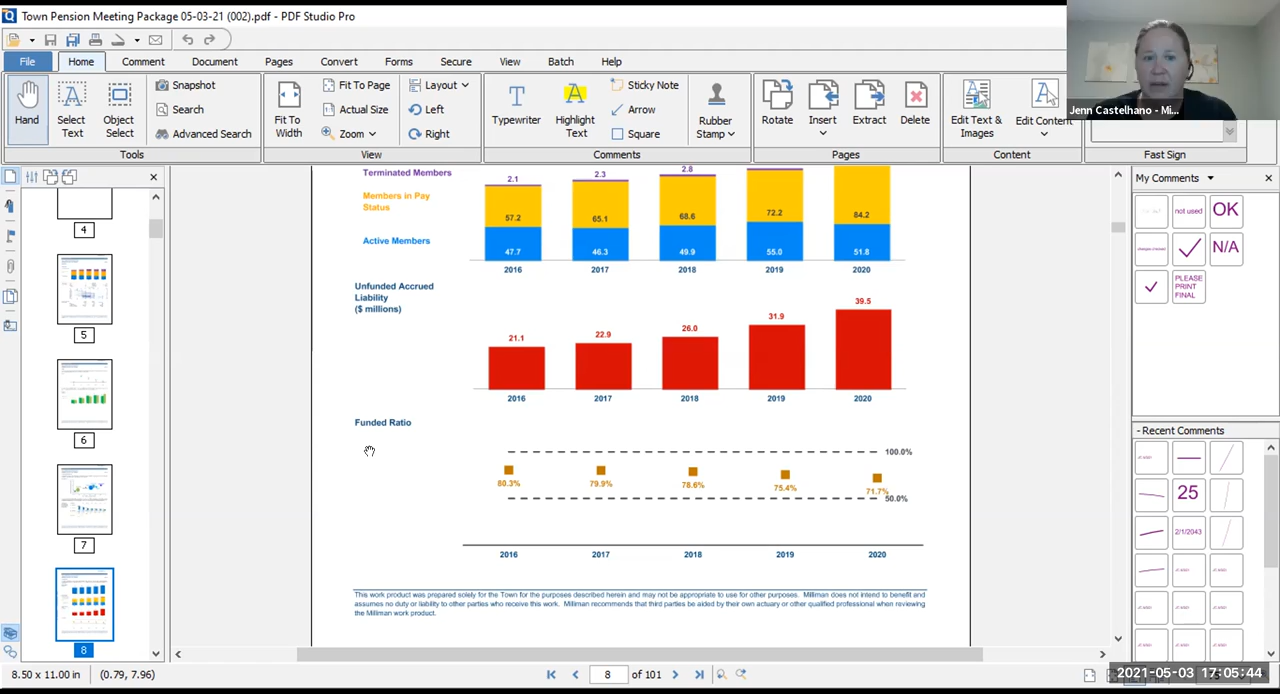 Town Pension Meeting Package 05-03-21 (002).pdf - PDF Studio Pro
File Home Comment Document Pages Convert Forms Secure View Batch Help
Hand
Select Text
Object Select
Snapshot
Search
Advanced Search
Tools
Fit To Width
Fit To Page
Actual Size
Zoom
Layout
Left
Right
View
Typewriter
Highlight Text
Sticky Note
Arrow
Square
Comments
Rubber Stamp
Rotate
Insert
Extract
Delete
Pages
Edit Text & Images
Edit Content
Content
Fast Sign
Jenn Castelhano - Mi...
4
5
6
7
8
Terminated Members
2.1 2.3 2.8
Members in Pay
Status
57.2 65.1 68.6 72.2 84.2
Active Members
47.7 46.3 49.9 55.0 51.8
2016 2017 2018 2019 2020
Unfunded Accrued
Liability
($ millions)
21.1 22.9 26.0 31.9 39.5
2016 2017 2018 2019 2020
Funded Ratio
100.0%
80.3% 79.9% 78.6% 75.4% 71.7%
50.0%
2016 2017 2018 2019 2020
This work product was prepared solely for the Town for the purposes described herein and may not be appropriate to use for other purposes. Milliman does not intend to benefit and
assumes no duty or liability to other parties who receive this work. Milliman recommends that third parties be aided by their own actuary or other qualified professional when reviewing
the Milliman work product.
My Comments
not used
OK
N/A
PLEASE
PRINT
FINAL
- Recent Comments
25
2/1/2043
8.50 x 11.00 in (0.79, 7.96)
8 of 101
2021-05-03 17:05:44